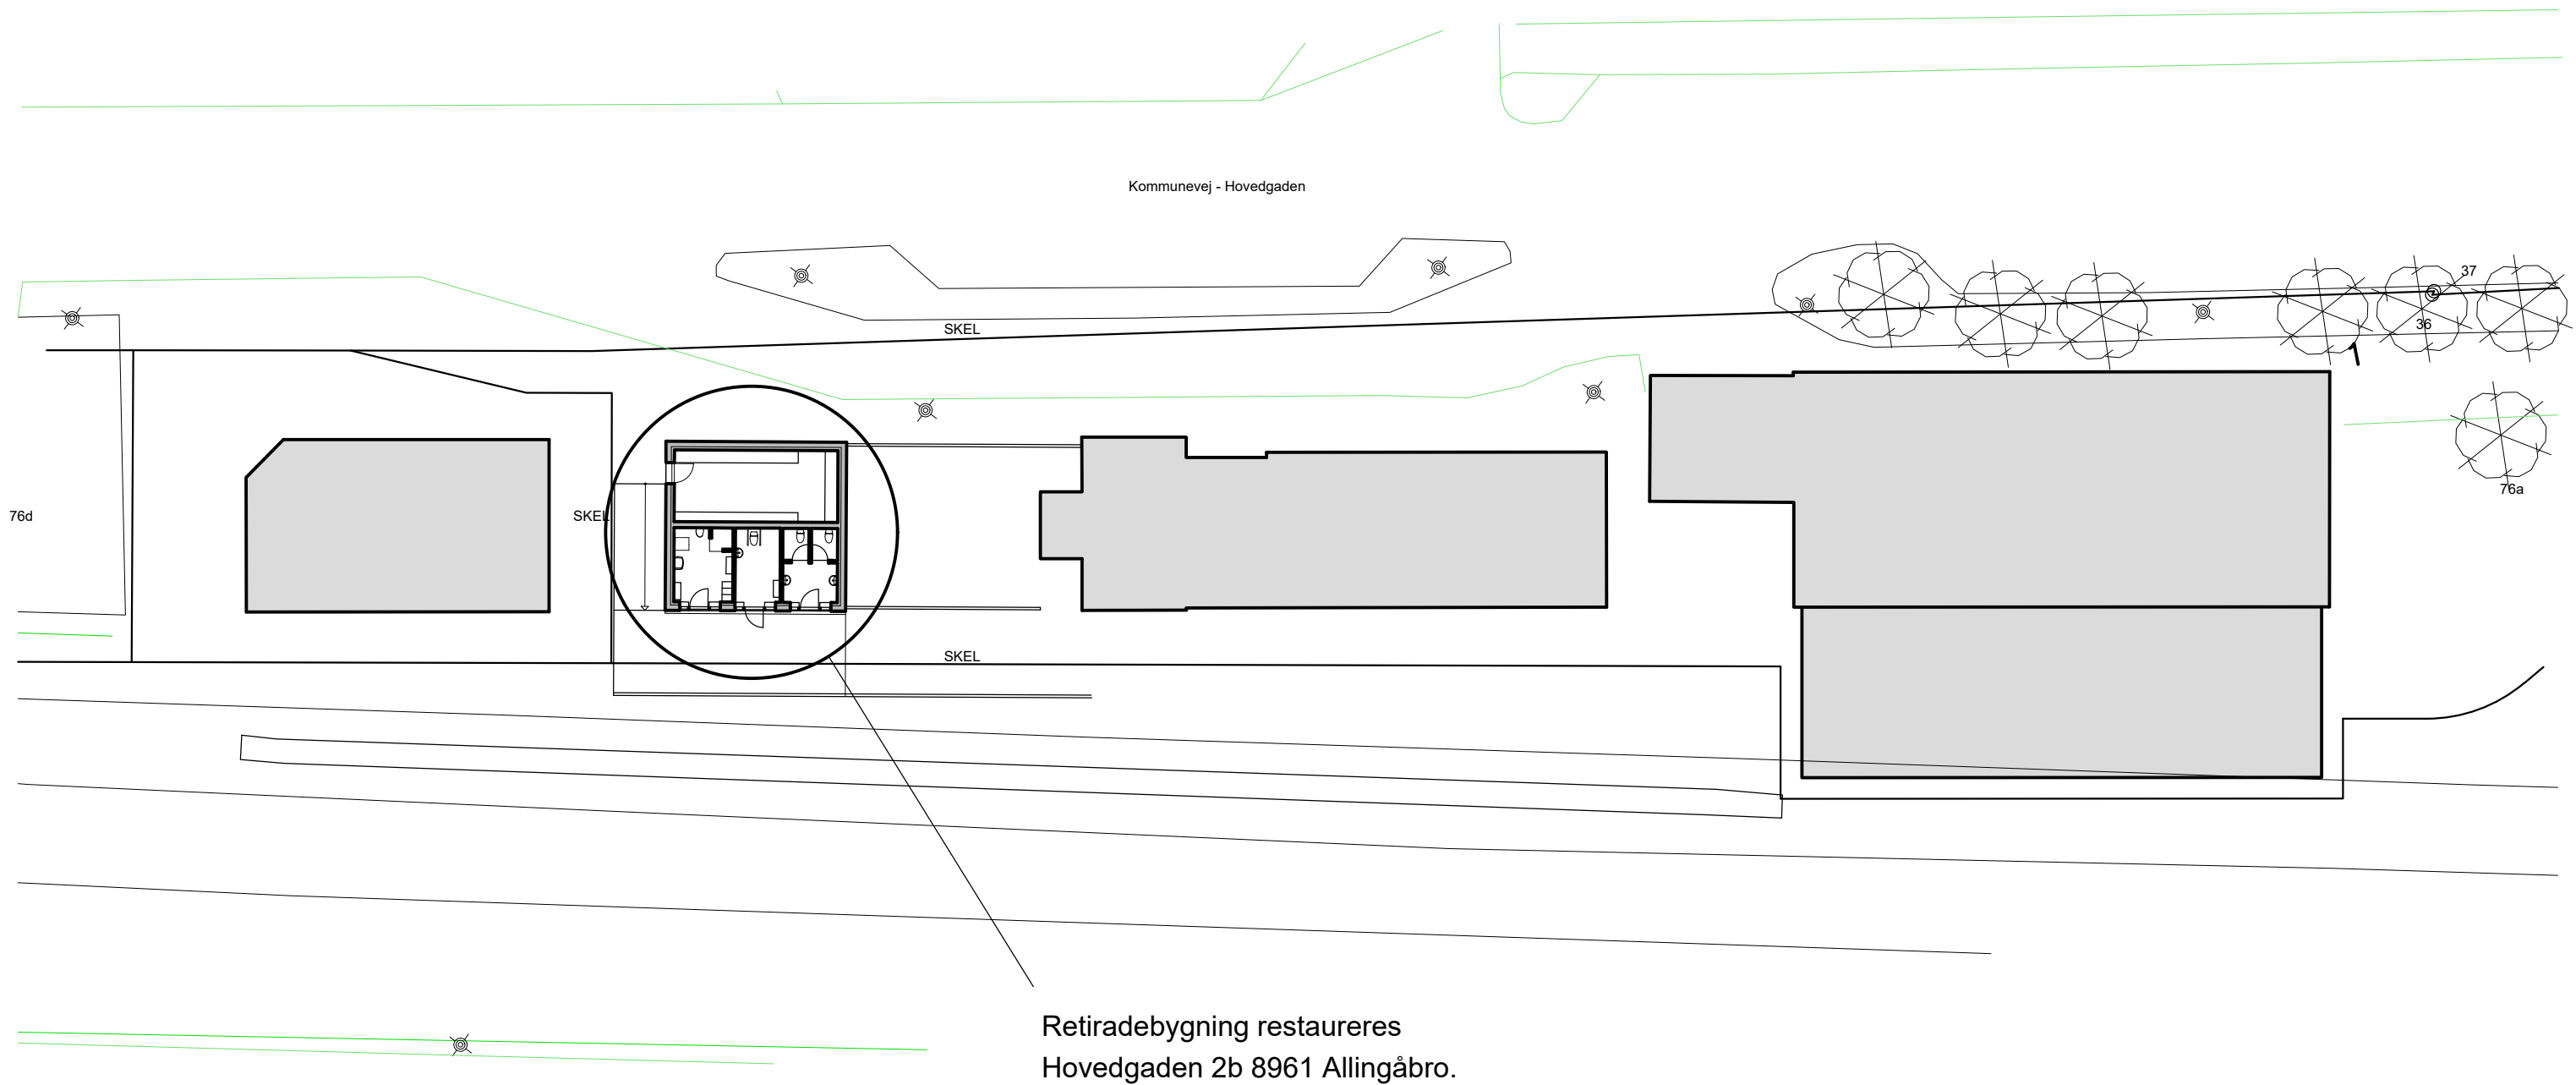 Kommunevej - Hovedgaden
37
SKEL
36
76a
76d
SKEL
SKEL
Retiradebygning restaureres
Hovedgaden 2b 8961 Allingåbro.